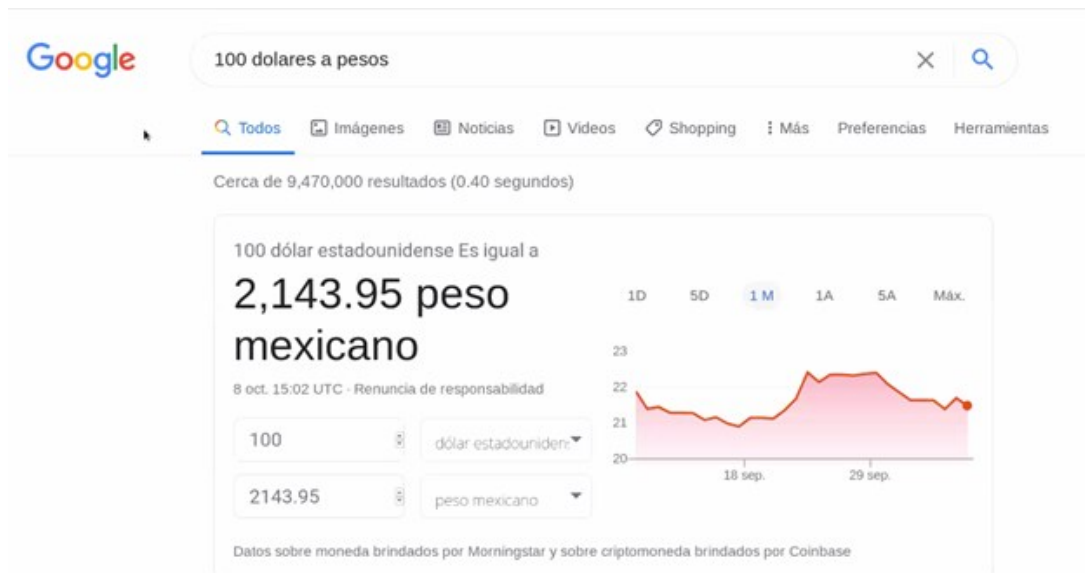 Google
100 dolares a pesos
Todos Imágenes Noticias Videos Shopping Más Preferencias Herramientas
Cerca de 9,470,000 resultados (0.40 segundos)
100 dólar estadounidense Es igual a
2,143.95 peso
mexicano
8 oct. 15:02 UTC · Renuncia de responsabilidad
100 dólar estadouniden
2143.95 peso mexicano
1D 5D 1 M 1A 5A Máx.
23
22
21
20
18 sep. 29 sep.
Datos sobre moneda brindados por Morningstar y sobre criptomoneda brindados por Coinbase